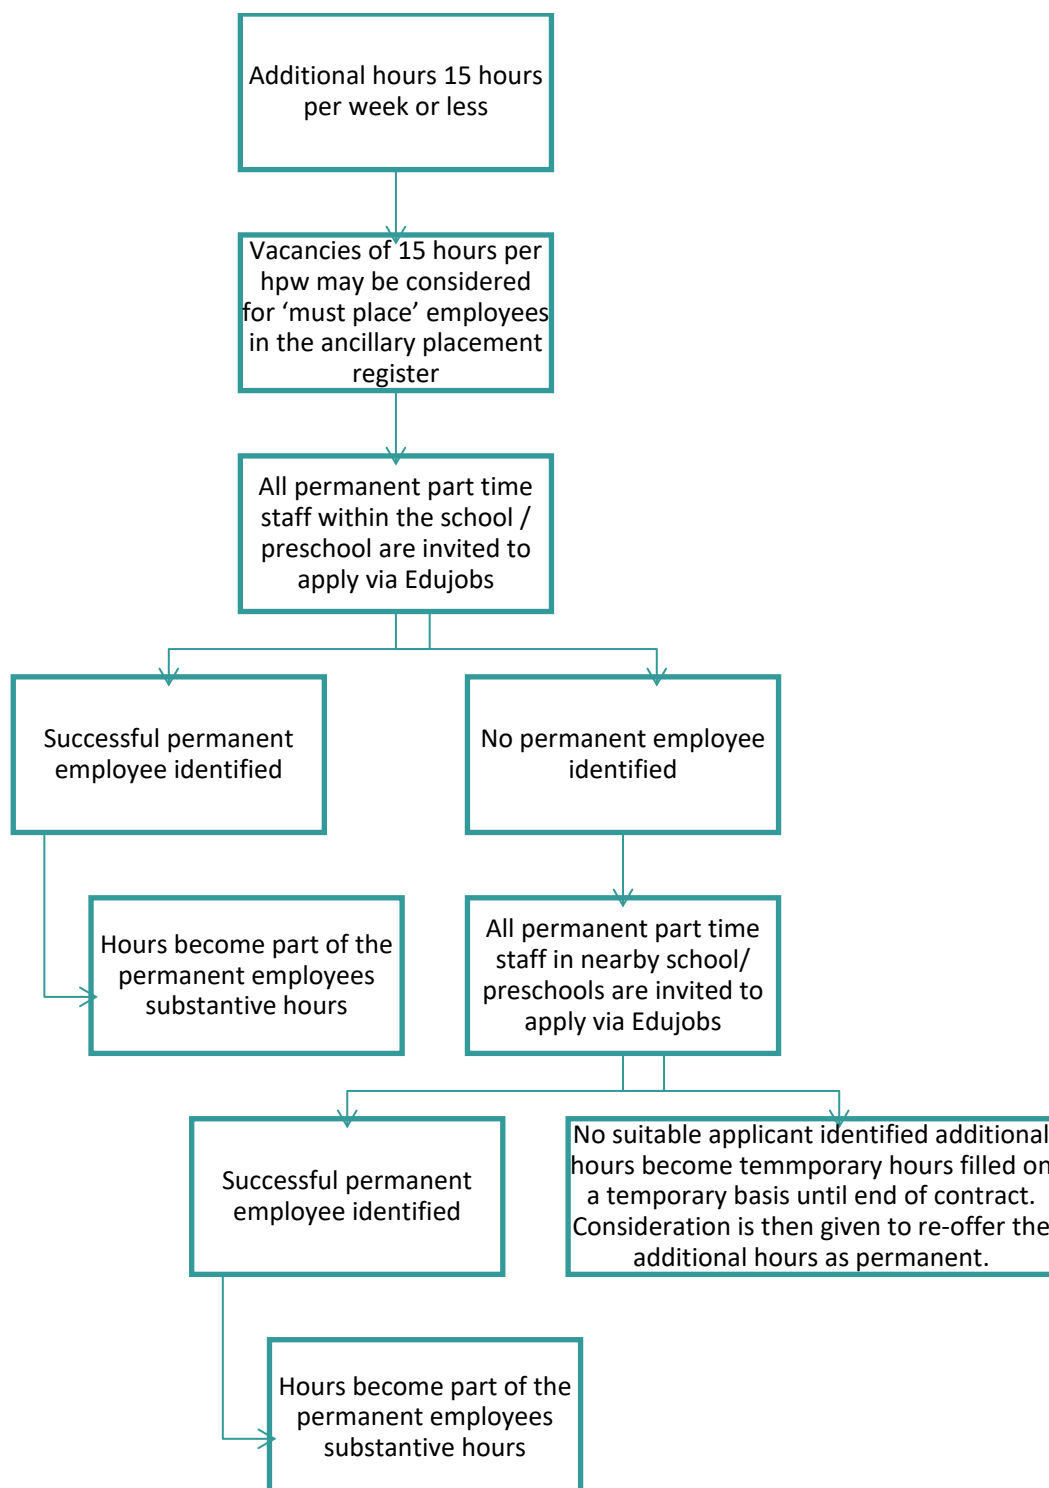 Additional hours 15 hours
per week or less
Vacancies of 15 hours per
hpw may be considered
for ‘must place’ employees
in the ancillary placement
register
All permanent part time
staff within the school /
preschool are invited to
apply via Edujobs
Successful permanent
employee identified
No permanent employee
identified
Hours become part of the
permanent employees
substantive hours
All permanent part time
staff in nearby school/
preschools are invited to
apply via Edujobs
Successful permanent
employee identified
No suitable applicant identified additional
hours become temmporary hours filled on
a temporary basis until end of contract.
Consideration is then given to re-offer the
additional hours as permanent.
Hours become part of the
permanent employees
substantive hours